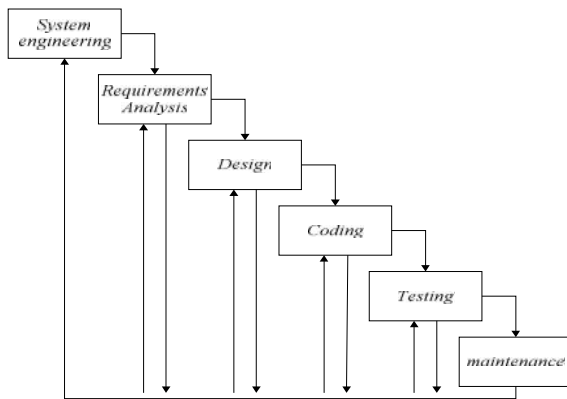 System
engineering
Requirements
Analysis
Design
Coding
Testing
maintenance